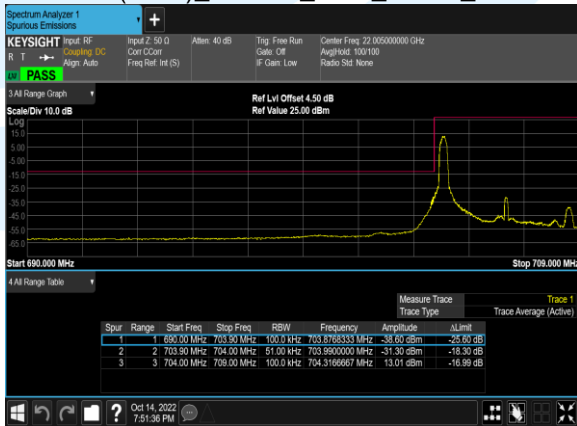 Spectrum Analyzer 1
Spurious Emissions
KEYSIGHT Input: RF Input Z: 50 Ω Atten: 40 dB Trig: Free Run Center Freq: 22.005000000 GHz
R T Coupling: DC Corr CCorr Gate: Off Avg|Hold: 100/100
Align: Auto Freq Ref: Int (S) IF Gain: Low Radio Std: None
PASS
3 All Range Graph
Ref Lvl Offset 4.50 dB
Scale/Div 10.0 dB Ref Value 25.00 dBm
Log
15.0
5.00
-5.00
-15.0
-25.0
-35.0
-45.0
-55.0
-65.0
Start 690.000 MHz Stop 709.000 MHz
4 All Range Table
Measure Trace Trace 1
Trace Type Trace Average (Active)
Spur Range Start Freq Stop Freq RBW Frequency Amplitude ΔLimit
1 1 690.00 MHz 703.90 MHz 100.0 kHz 703.8768333 MHz -38.60 dBm -25.60 dB
2 2 703.90 MHz 704.00 MHz 51.00 kHz 703.9900000 MHz -31.30 dBm -18.30 dB
3 3 704.00 MHz 709.00 MHz 100.0 kHz 704.3166667 MHz 13.01 dBm -16.99 dB
? Oct 14, 2022
7:51:36 PM